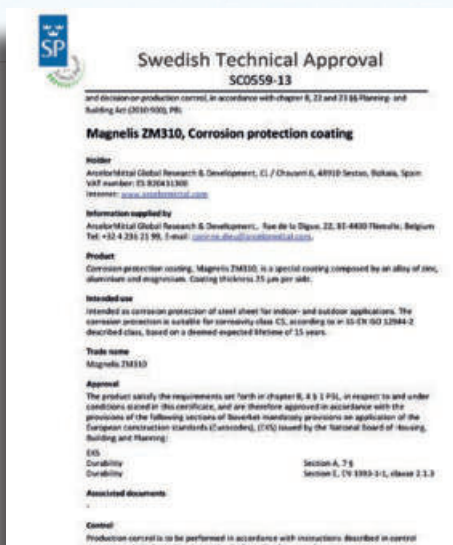 SP
Swedish Technical Approval
SC0559-13
and decision on production control, in accordance with chapter 8, 22 and 23 §§ Planning- and
Building Act (2010:900), PBL
Magnelis ZM310, Corrosion protection coating
Holder
ArcelorMittal Global Research & Development, CL / Chavarri 6, 48910 Sestao, Bizkaia, Spain
VAT number: ES
Internet: www.arcelormittal.com
Information supplied by
ArcelorMittal Global Research & Development, Rue de la Digue, 22, BE-4400 Flemalle, Belgium
Tel: +32 4 236 21 99, E-mail:
Product
Corrosion protection coating, Magnelis ZM310, is a special coating composed by an alloy of zinc,
aluminium and magnesium. Coating thickness 25 µm per side.
Intended use
Intended as corrosion protection of steel sheet for indoor- and outdoor applications. The
corrosion protection is suitable for corrosivity class C5, according to in SS-EN ISO 12944-2
described class, based on a deemed expected lifetime of 15 years.
Trade name
Magnelis ZM310
Approval
The product satisfy the requirements set forth in chapter 8, 4 § 1 PBL, in respect to and under
conditions stated in this certificate, and are therefore approved in accordance with the
provisions of the following sections of Boverket mandatory provisions on application of the
European construction standards (Eurocodes), (EKS) issued by the National Board of Housing,
Building and Planning:
EKS
Durability Section A, 7 §
Durability Section E, EN 1993-1-1, clause 2.1.3
Associated documents
-
Control
Production control is to be performed in accordance with instructions described in control